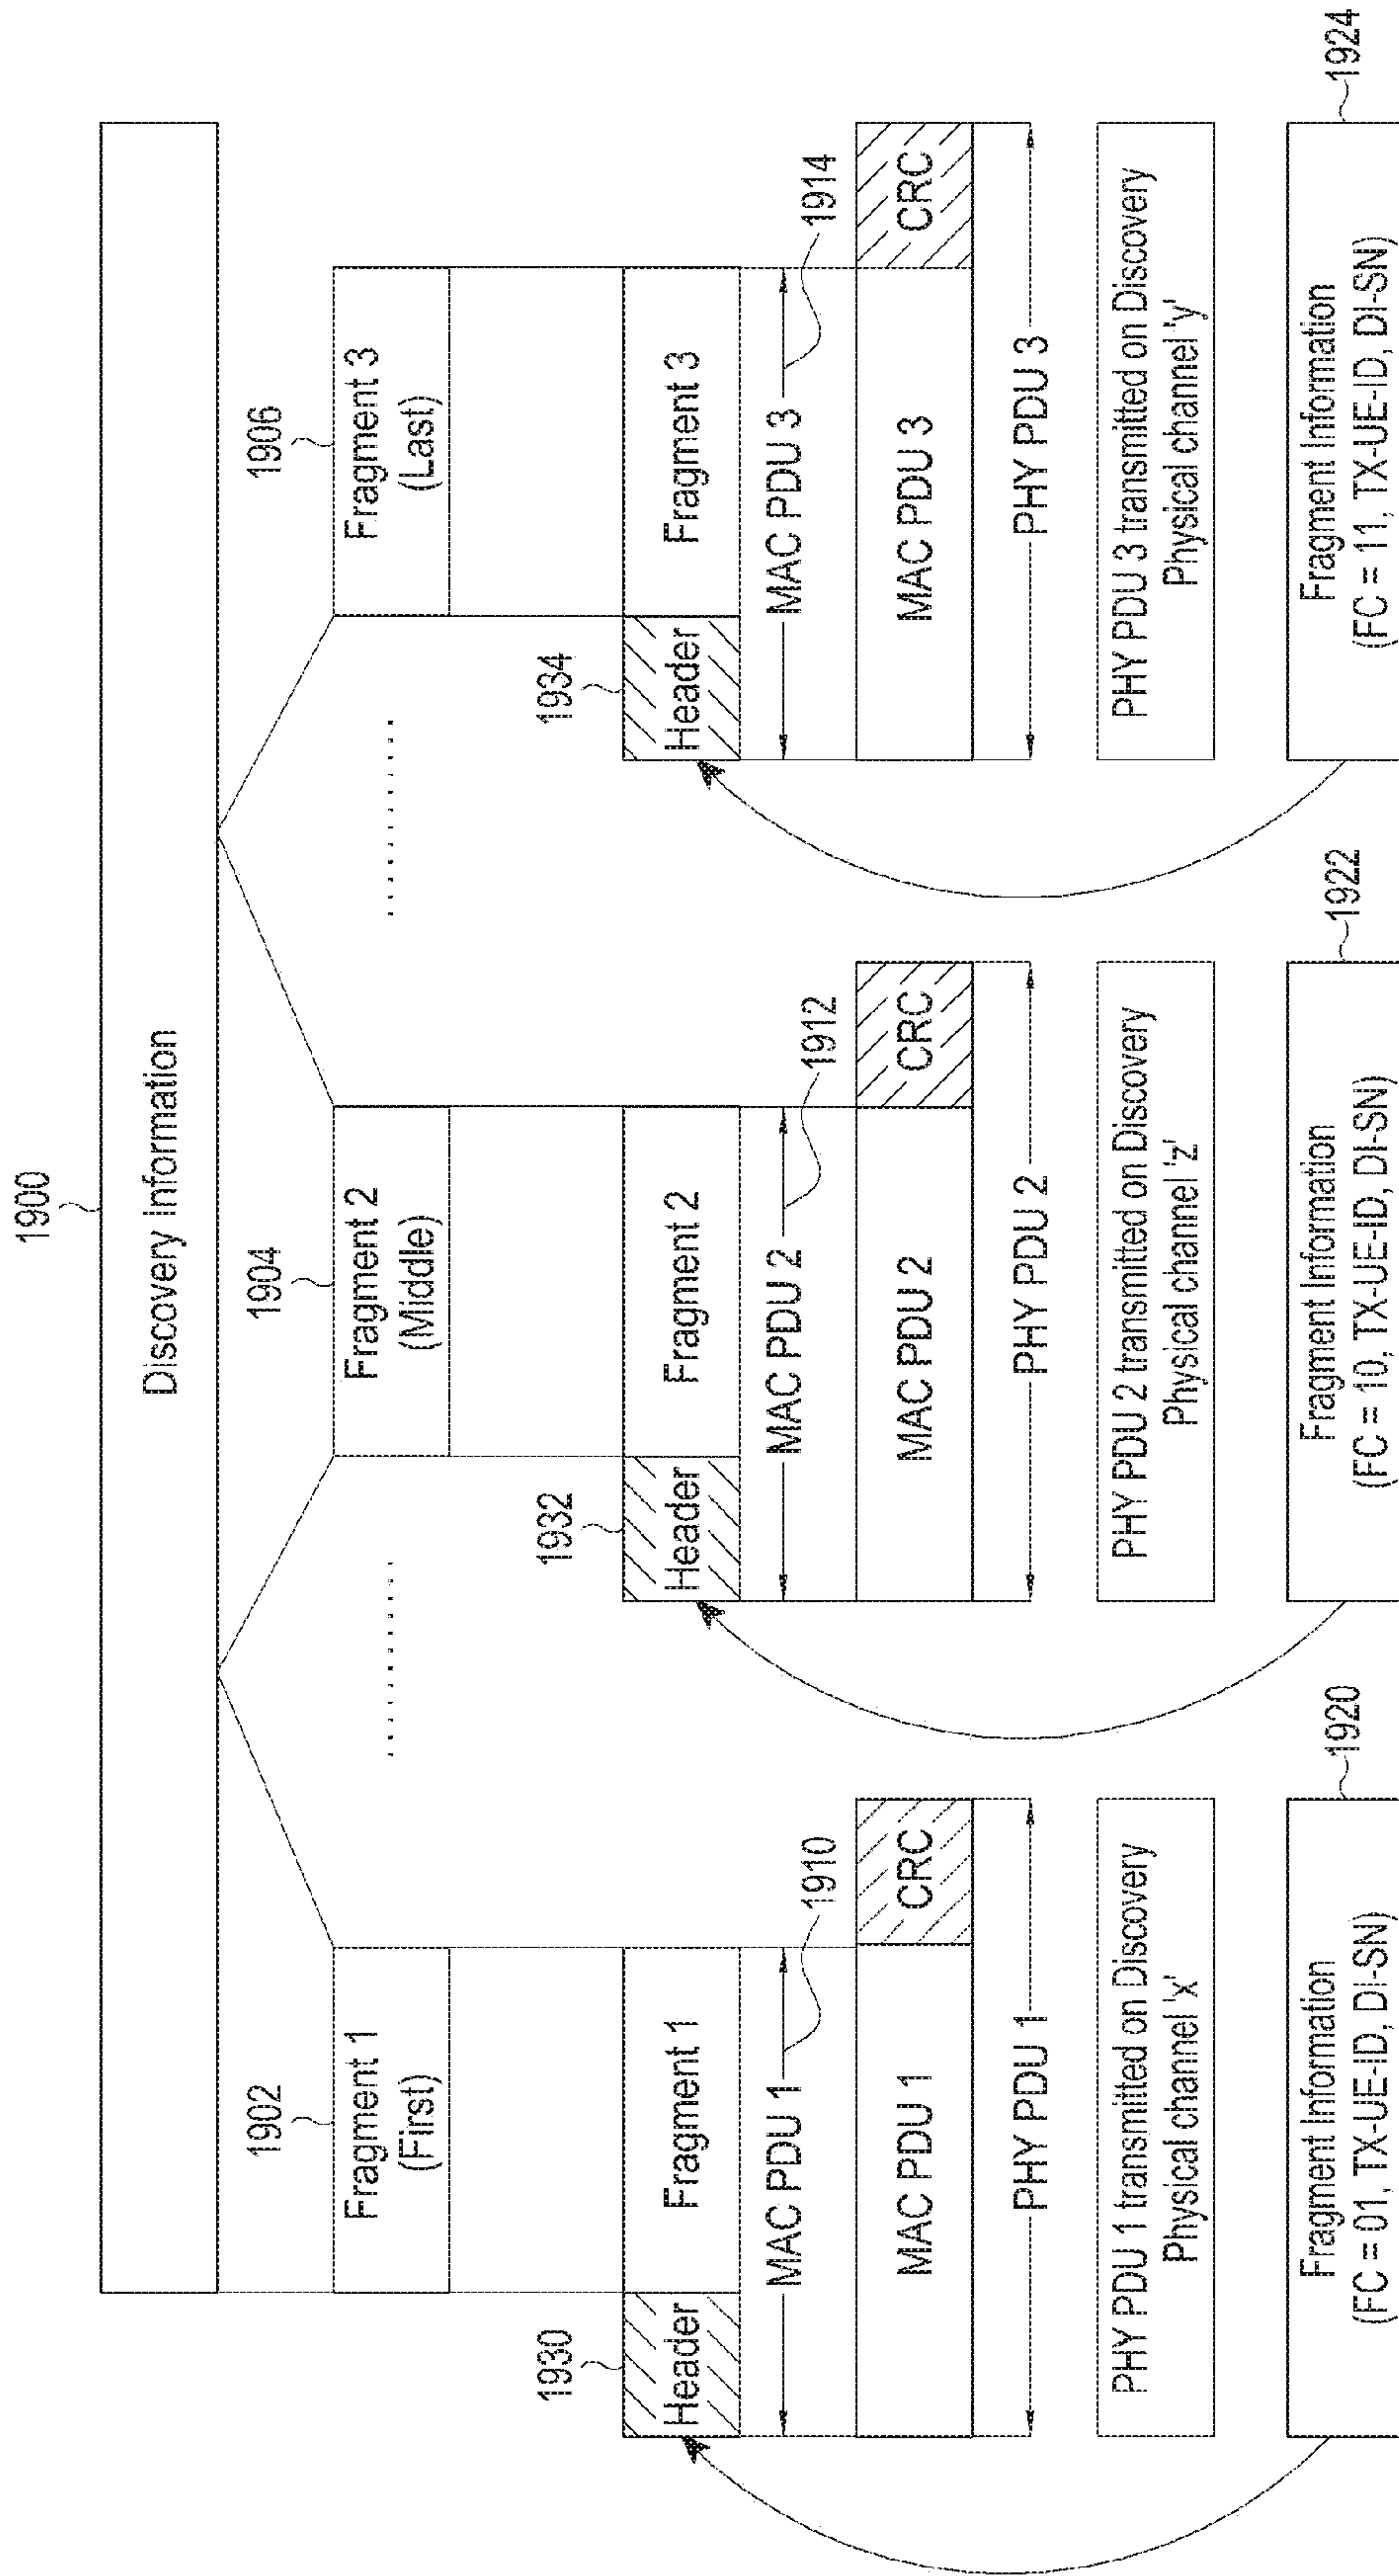 1900
Discovery Information
1902
1904
1906
Fragment 1
(First)
Fragment 2
(Middle)
Fragment 3
(Last)
..........
..........
1930
1932
1934
Header
Fragment 1
Header
Fragment 2
Header
Fragment 3
MAC PDU 1
1910
MAC PDU 2
1912
MAC PDU 3
1914
MAC PDU 1
CRC
MAC PDU 2
CRC
MAC PDU 3
CRC
PHY PDU 1
PHY PDU 2
PHY PDU 3
PHY PDU 1 transmitted on Discovery
Physical channel 'x'
PHY PDU 2 transmitted on Discovery
Physical channel 'z'
PHY PDU 3 transmitted on Discovery
Physical channel 'y'
1920
1922
1924
Fragment Information
(FC = 01, TX-UE-ID, DI-SN)
Fragment Information
(FC = 10, TX-UE-ID, DI-SN)
Fragment Information
(FC = 11, TX-UE-ID, DI-SN)